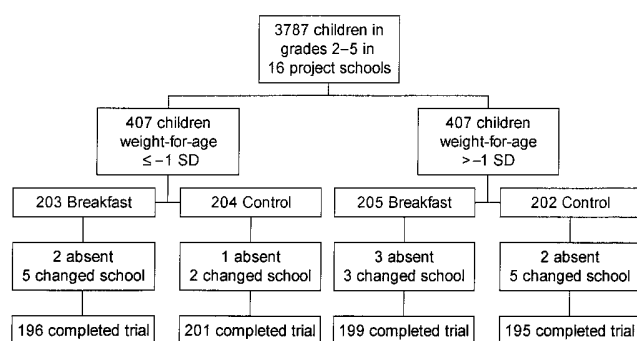 3787 children in
grades 2–5 in
16 project schools
407 children
weight-for-age
≤ –1 SD
407 children
weight-for-age
>–1 SD
203 Breakfast
204 Control
205 Breakfast
202 Control
2 absent
5 changed school
1 absent
2 changed school
3 absent
3 changed school
2 absent
5 changed school
196 completed trial
201 completed trial
199 completed trial
195 completed trial